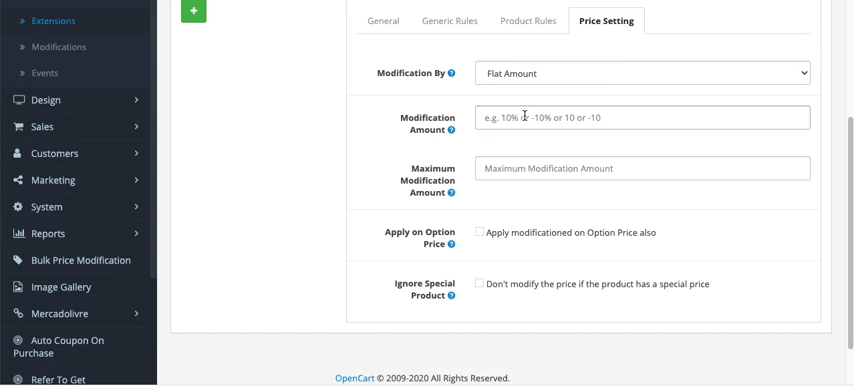 Extensions
Modifications
Events
Design
Sales
Customers
Marketing
System
Reports
Bulk Price Modification
Image Gallery
Mercadolivre
Auto Coupon On
Purchase
Refer To Get
+
General Generic Rules Product Rules Price Setting
Modification By Flat Amount
Modification
Amount
e.g. 10% or -10% or 10 or -10
Maximum
Modification
Amount
Maximum Modification Amount
Apply on Option
Price
Apply modificationed on Option Price also
Ignore Special
Product
Don't modify the price if the product has a special price
OpenCart © 2009-2020 All Rights Reserved.